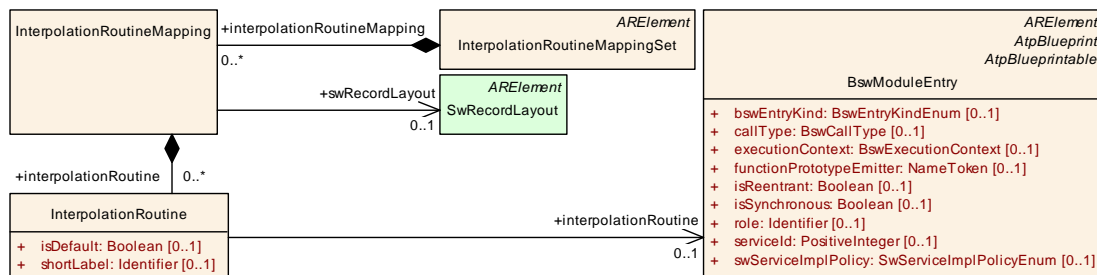 InterpolationRoutineMapping
+interpolationRoutineMapping
0..*
ARElement
InterpolationRoutineMappingSet
+swRecordLayout
0..1
ARElement
SwRecordLayout
ARElement
AtpBlueprint
AtpBlueprintable
BswModuleEntry
+ bswEntryKind: BswEntryKindEnum [0..1]
+ callType: BswCallType [0..1]
+ executionContext: BswExecutionContext [0..1]
+ functionPrototypeEmitter: NameToken [0..1]
+ isReentrant: Boolean [0..1]
+ isSynchronous: Boolean [0..1]
+ role: Identifier [0..1]
+ serviceId: PositiveInteger [0..1]
+ swServiceImplPolicy: SwServiceImplPolicyEnum [0..1]
+interpolationRoutine
0..*
InterpolationRoutine
+ isDefault: Boolean [0..1]
+ shortLabel: Identifier [0..1]
+interpolationRoutine
0..1